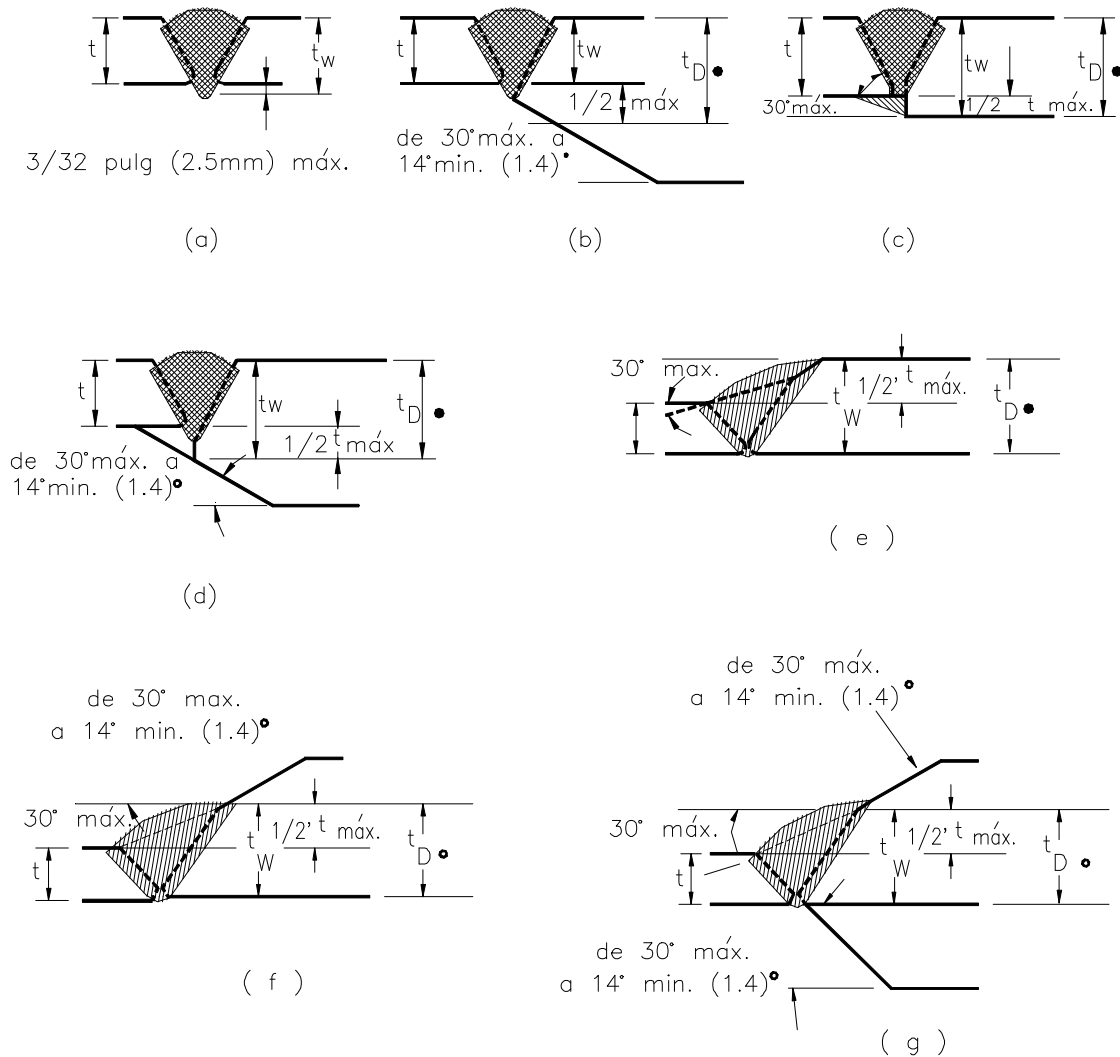 t
t W
3/32 pulg (2.5mm) máx.
(a)
t
t D
1/2 máx
de 30°máx. a
14°min. (1.4)°
(b)
t
tw
t D
30°máx.
1/2 t máx.
(c)
t
tw
t D
1/2 t máx
de 30°máx. a
14°min. (1.4)°
(d)
30° max.
t W
1/2' t máx.
t D
( e )
de 30° max.
a 14° min. (1.4)°
30° máx.
t
t W
1/2' t máx.
t D
( f )
de 30° máx.
a 14° min. (1.4)°
30° máx.
t
t W
1/2' t máx.
t D
de 30° máx.
a 14° min. (1.4)°
( g )